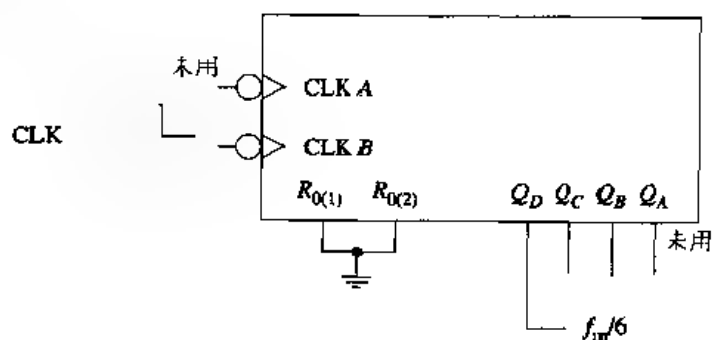 未用
CLK A
CLK
CLK B
R0(1) R0(2) QD QC QB QA
未用
fin/6